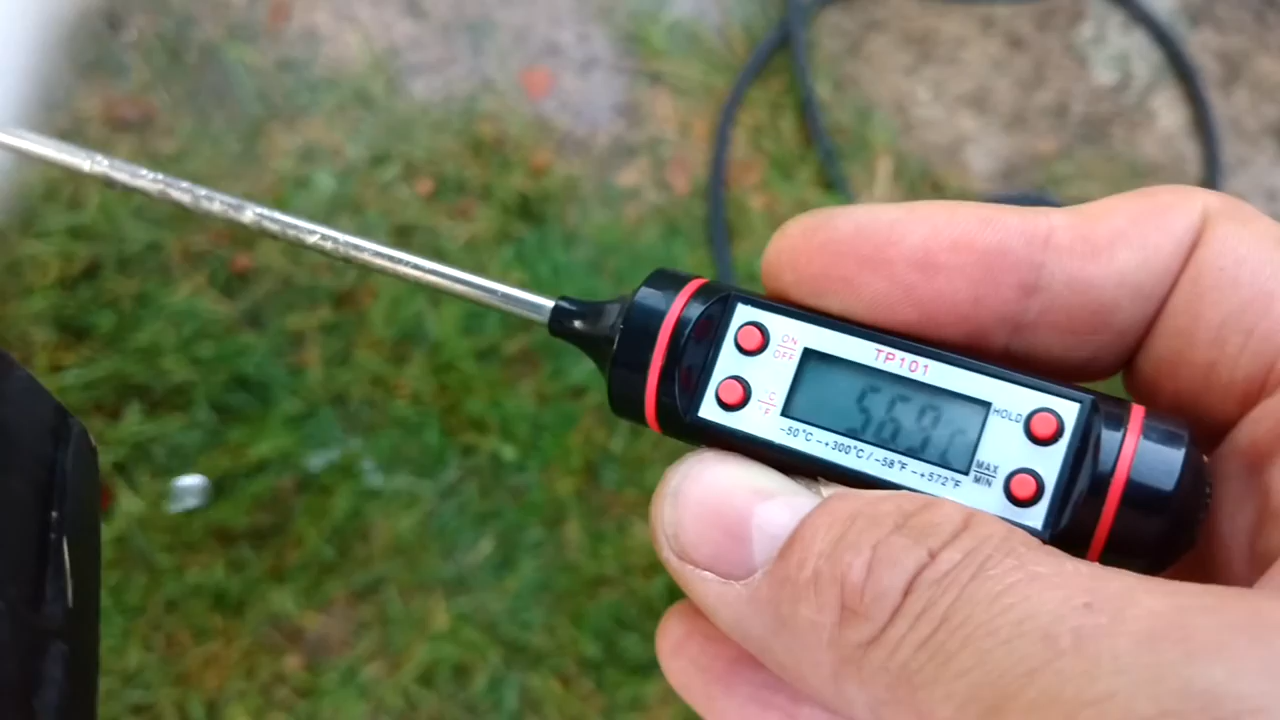 ON
OFF
°C
°F
TP101
56.9°C
HOLD
MAX
MIN
-50°C-+300°C/-58°F-+572°F